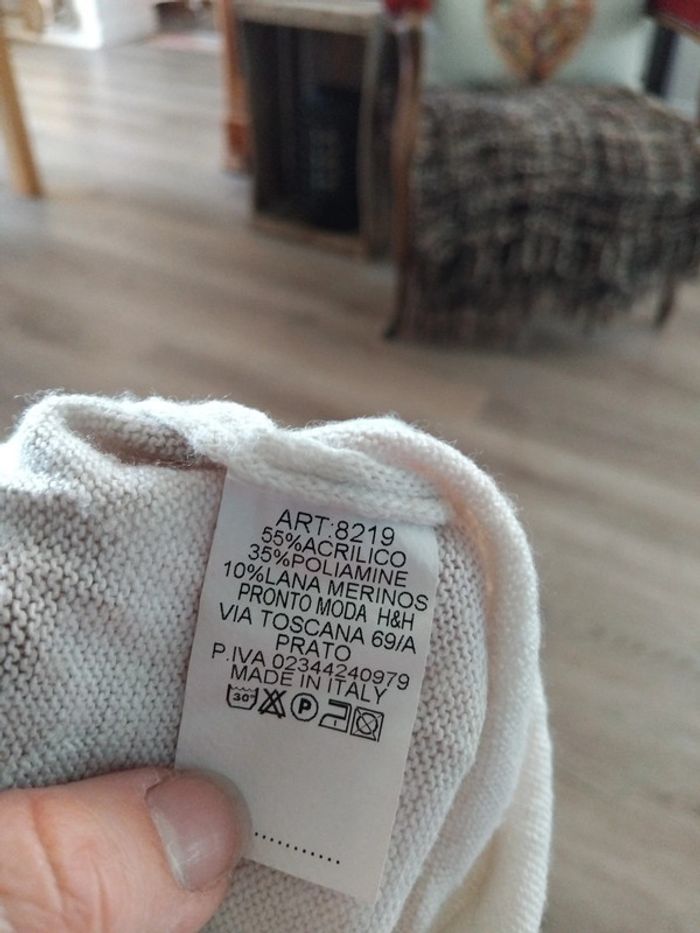 ART:8219
55%ACRILICO
35%POLIAMINE
10%LANA MERINOS
PRONTO MODA H&H
VIA TOSCANA 69/A
PRATO
P.IVA 02344240979
MADE IN ITALY
30° P